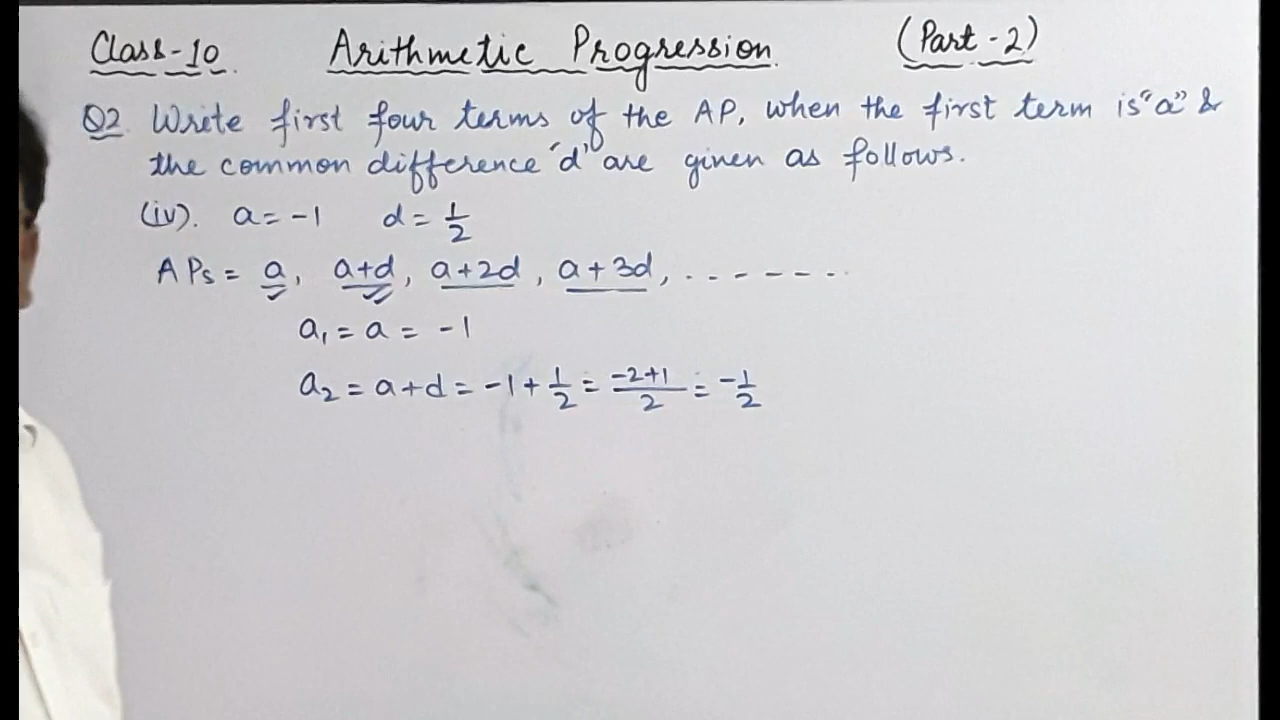 Class-10 Arithmetic Progression (Part-2)
Q2 Write first four terms of the AP, when the first term is "a" &
the common difference 'd' are given as follows.
(iv). a = -1 d = 1/2
APs = a, a+d, a+2d, a+3d, .......
a₁ = a = -1
a₂ = a+d = -1 + 1/2 = (-2+1)/2 = -1/2